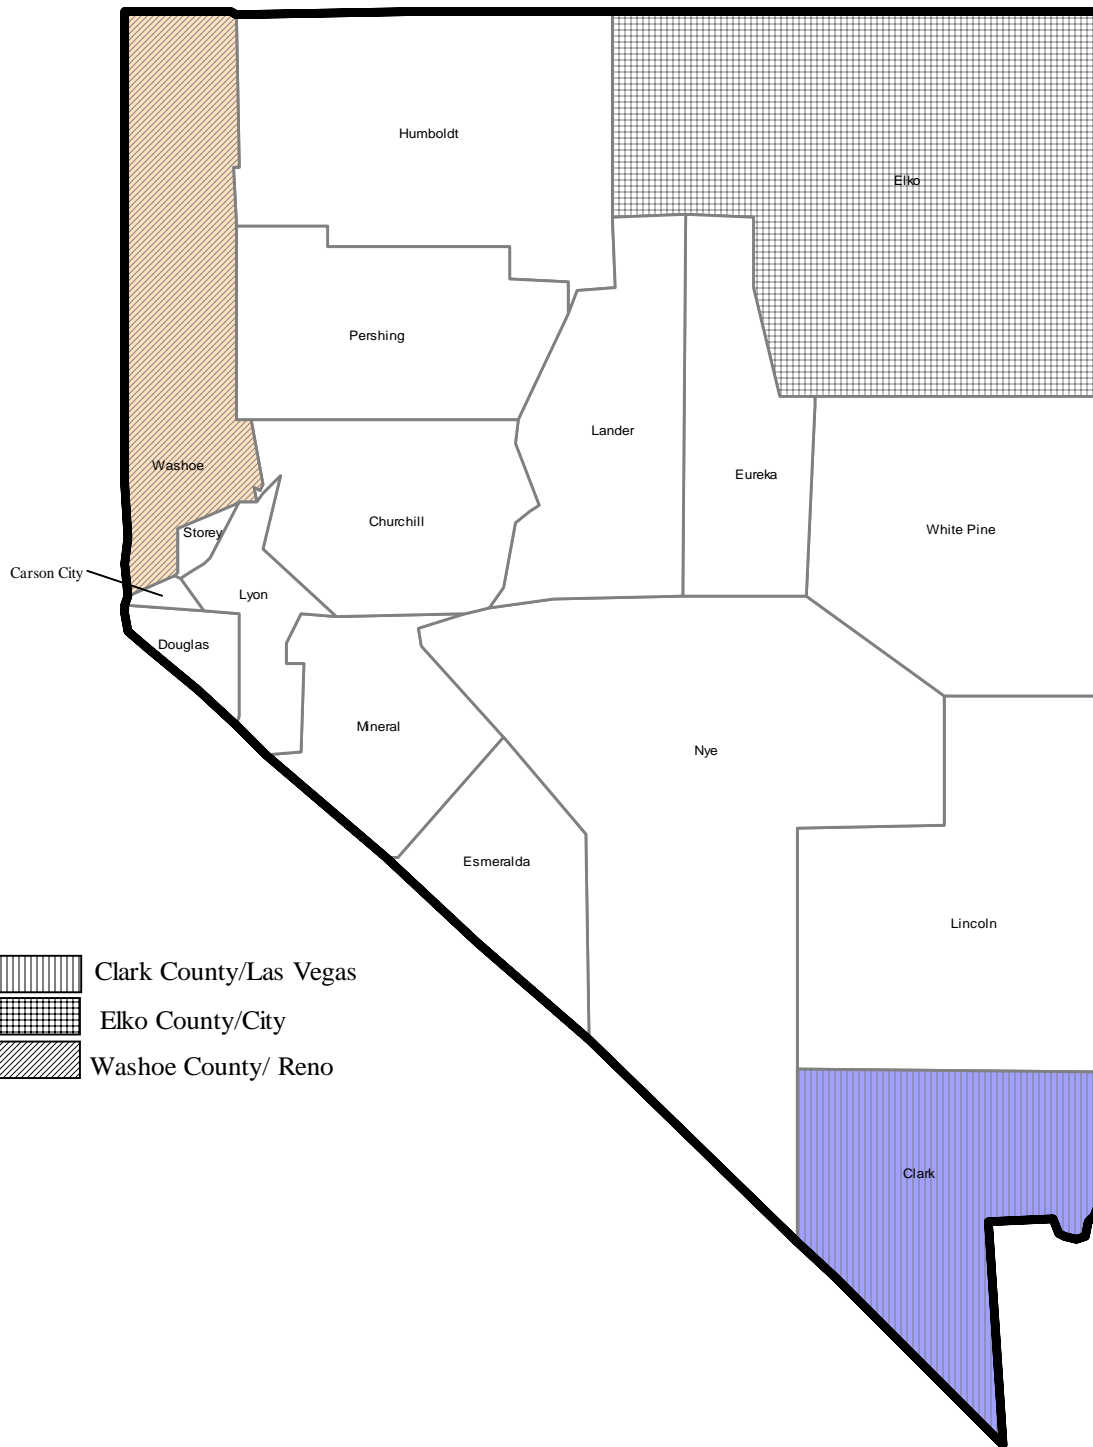 Humboldt
Elko
Pershing
Lander
Washoe
Eureka
Churchill
White Pine
Storey
Carson City
Lyon
Douglas
Mineral
Nye
Esmeralda
Lincoln
Clark County/Las Vegas
Elko County/City
Washoe County/ Reno
Clark